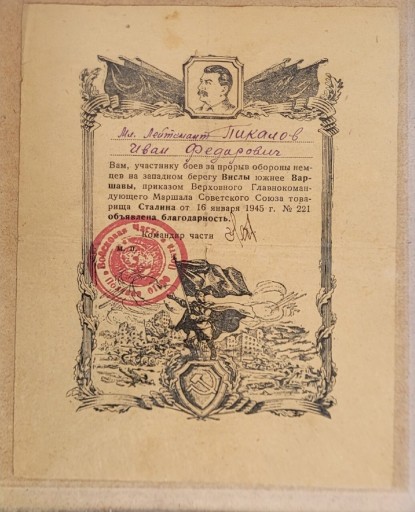 Мл. Лейтенант Пикалов
Иван Федорович
Вам, участнику боев за прорыв обороны нем-
цев на западном берегу Вислы южнее Вар-
шавы, приказом Верховного Главнокоман-
дующего Маршала Советского Союза това-
рища Сталина от 16 января 1945 г. № 221
объявлена благодарность.
Командир части
М. П.